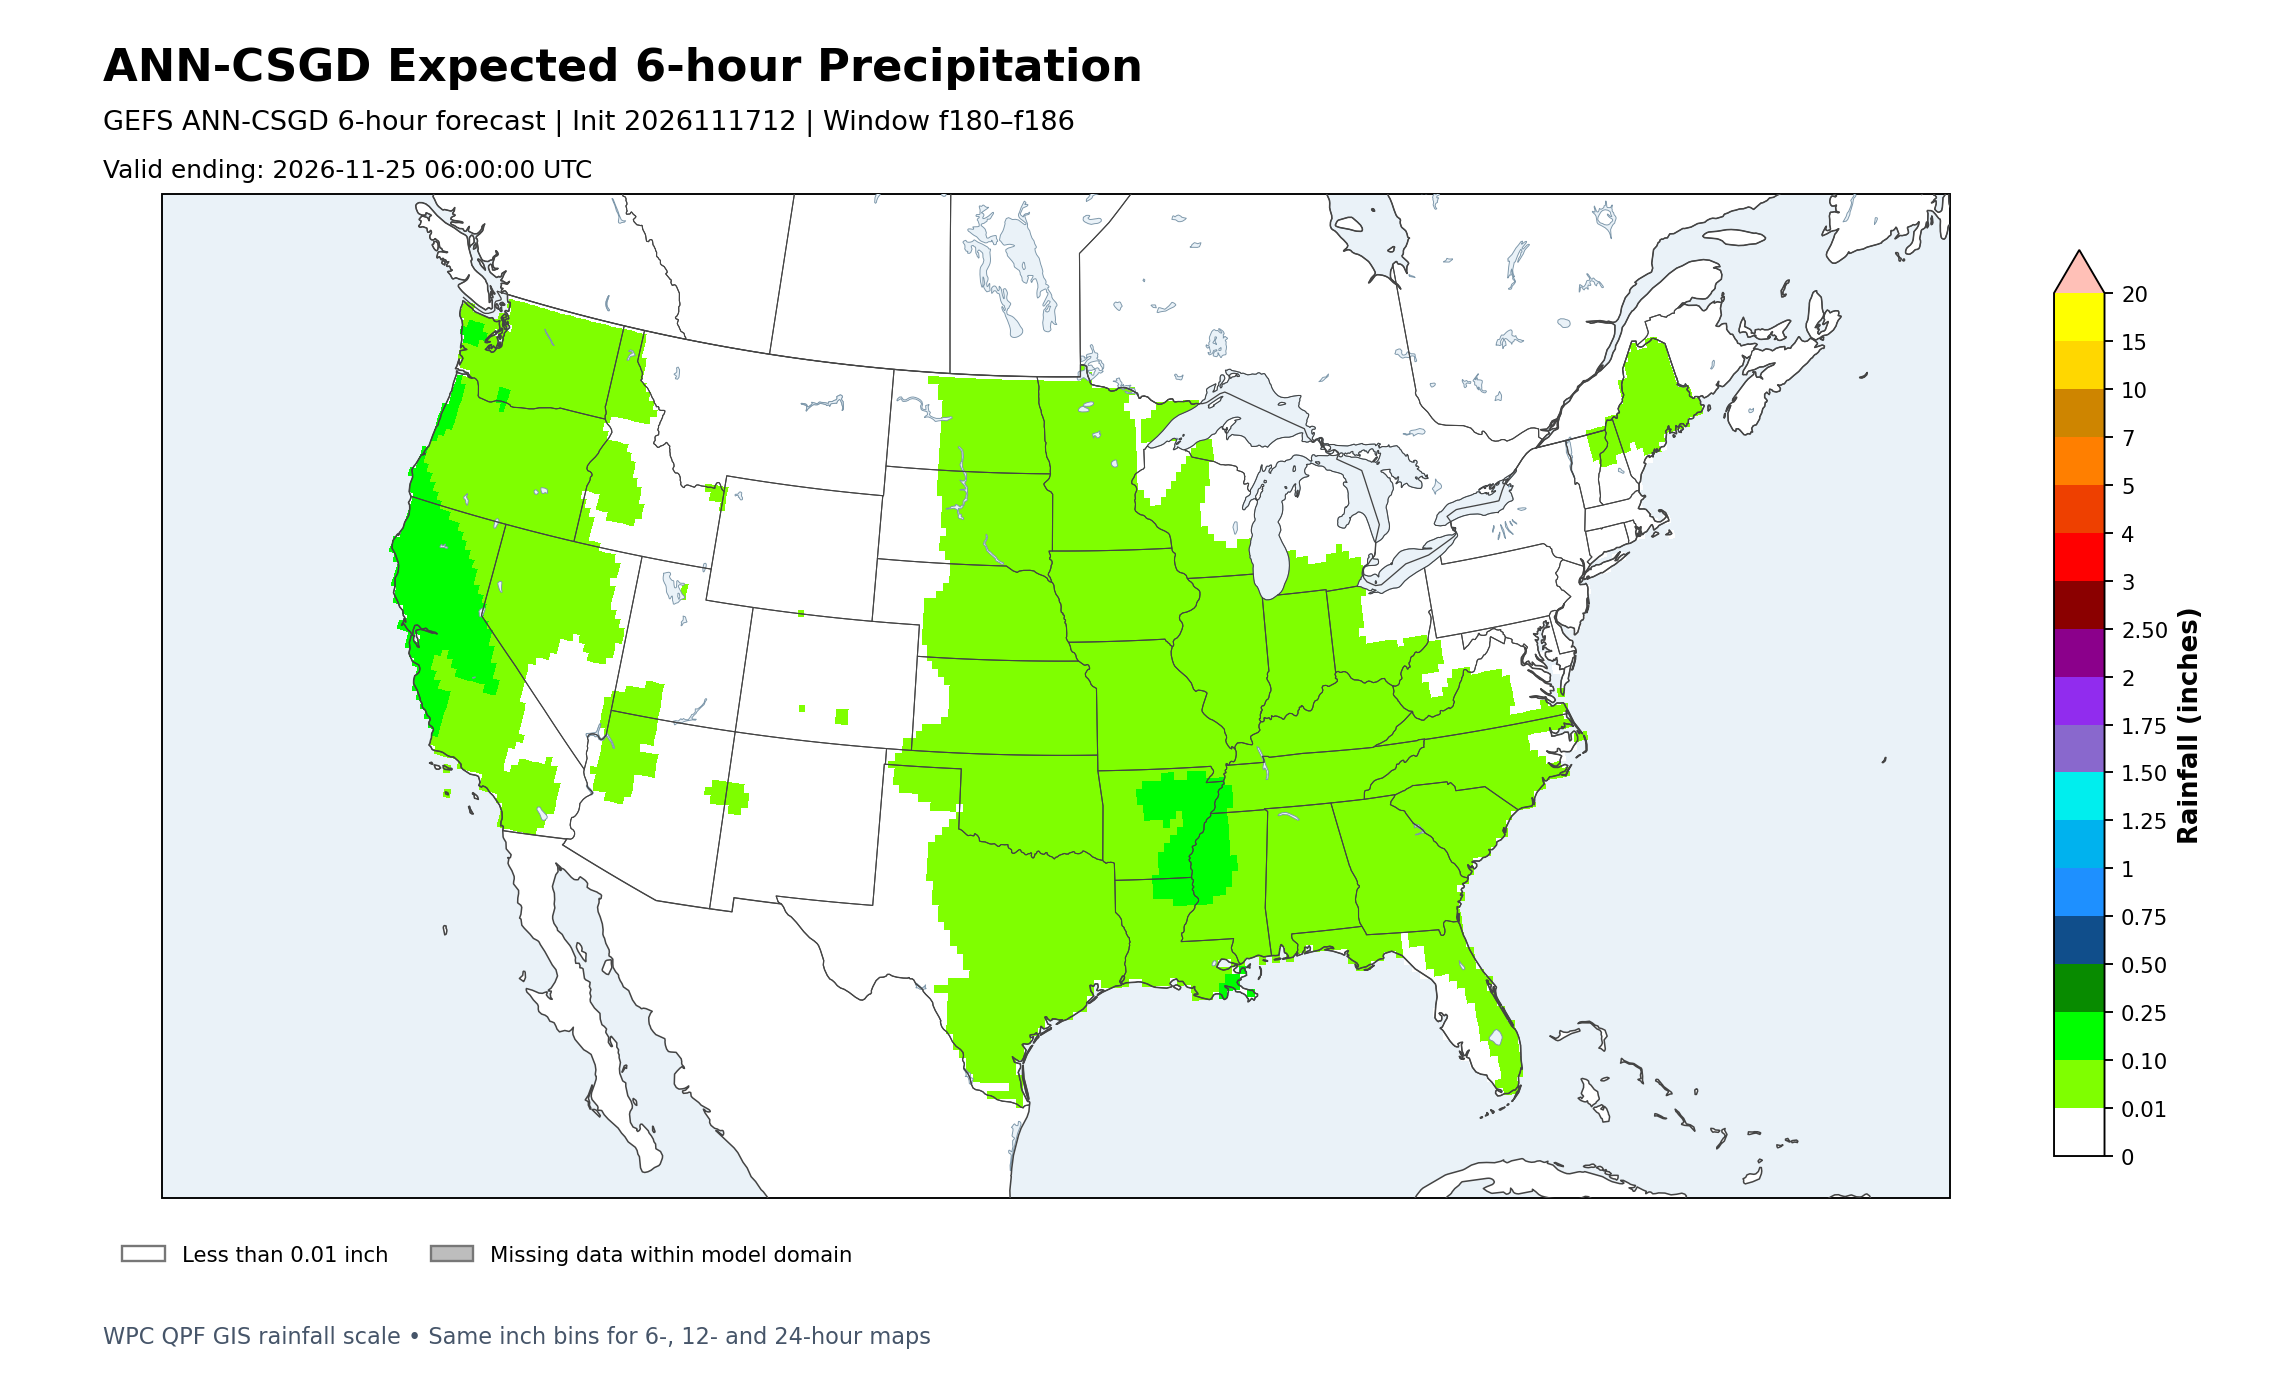 ANN-CSGD Expected 6-hour Precipitation
GEFS ANN-CSGD 6-hour forecast | Init 2026111712 | Window f180–f186
Valid ending: 2026-11-25 06:00:00 UTC
20
15
10
7
5
4
3
2.50
2
1.75
1.50
1.25
1
0.75
0.50
0.25
0.10
0.01
0
Rainfall (inches)
Less than 0.01 inch
Missing data within model domain
WPC QPF GIS rainfall scale • Same inch bins for 6-, 12- and 24-hour maps